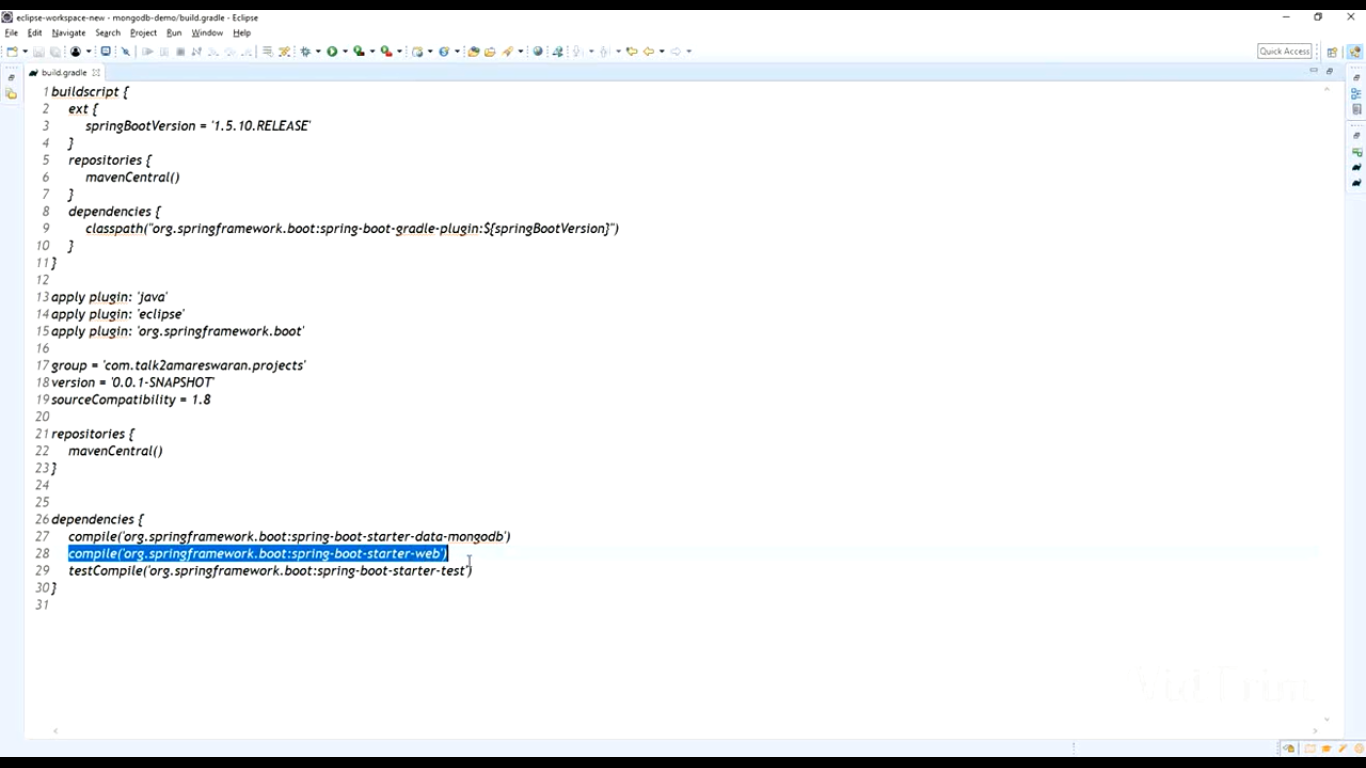 eclipse-workspace-new - mongodb-demo/build.gradle - Eclipse
File Edit Navigate Search Project Run Window Help
Quick Access
build.gradle
1 buildscript {
2 ext {
3 springBootVersion = '1.5.10.RELEASE'
4 }
5 repositories {
6 mavenCentral()
7 }
8 dependencies {
9 classpath("org.springframework.boot:spring-boot-gradle-plugin:${springBootVersion}")
10 }
11 }
12
13 apply plugin: 'java'
14 apply plugin: 'eclipse'
15 apply plugin: 'org.springframework.boot'
16
17 group = 'com.talk2amareswaran.projects'
18 version = '0.0.1-SNAPSHOT'
19 sourceCompatibility = 1.8
20
21 repositories {
22 mavenCentral()
23 }
24
25
26 dependencies {
27 compile('org.springframework.boot:spring-boot-starter-data-mongodb')
28 compile('org.springframework.boot:spring-boot-starter-web')
29 testCompile('org.springframework.boot:spring-boot-starter-test')
30 }
31